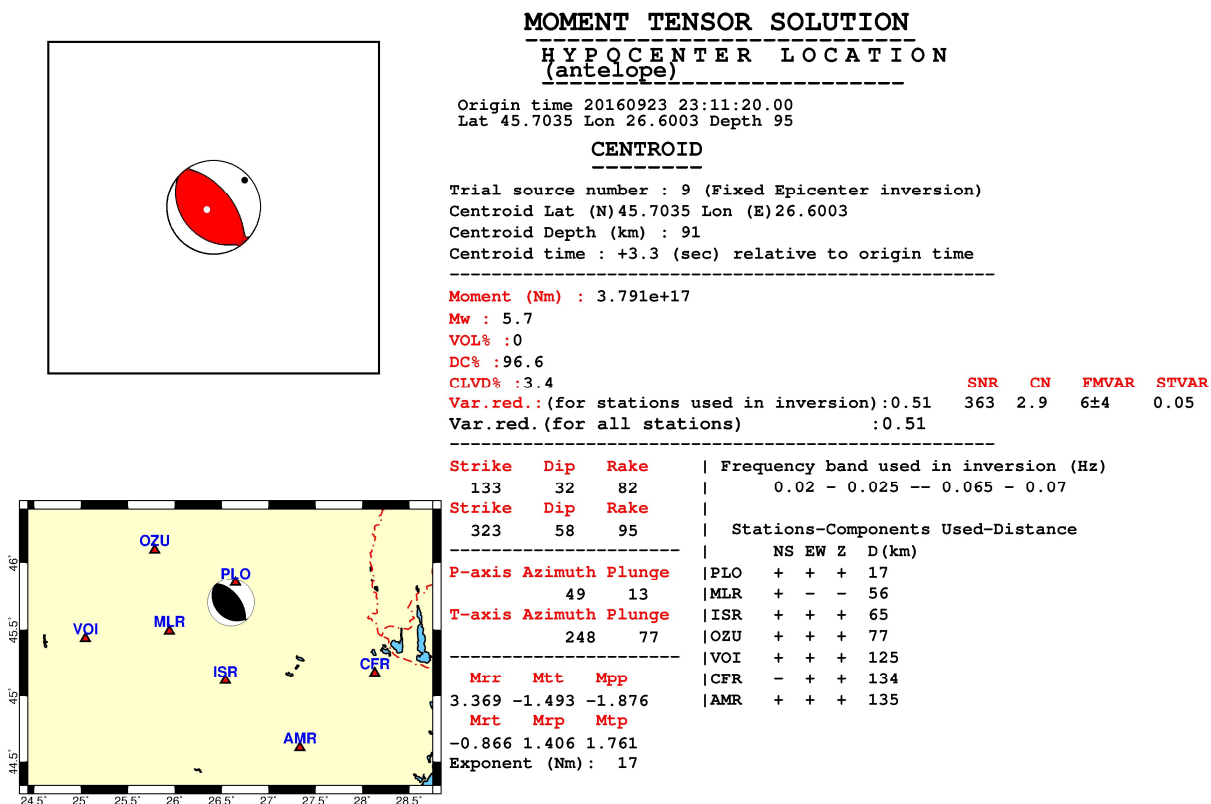 MOMENT TENSOR SOLUTION
HYPOCENTER LOCATION
(antelope)
Origin time 20160923 23:11:20.00
Lat 45.7035 Lon 26.6003 Depth 95
CENTROID
Trial source number : 9 (Fixed Epicenter inversion)
Centroid Lat (N)45.7035 Lon (E)26.6003
Centroid Depth (km) : 91
Centroid time : +3.3 (sec) relative to origin time
Moment (Nm) : 3.791e+17
Mw : 5.7
VOL% :0
DC% :96.6
CLVD% :3.4 SNR CN FMVAR STVAR
Var.red.:(for stations used in inversion):0.51 363 2.9 6±4 0.05
Var.red.(for all stations) :0.51
Strike Dip Rake | Frequency band used in inversion (Hz)
133 32 82 | 0.02 - 0.025 -- 0.065 - 0.07
Strike Dip Rake |
323 58 95 | Stations-Components Used-Distance
| NS EW Z D(km)
P-axis Azimuth Plunge |PLO + + + 17
49 13 |MLR + - - 56
T-axis Azimuth Plunge |ISR + + + 65
248 77 |OZU + + + 77
|VOI + + + 125
Mrr Mtt Mpp |CFR - + + 134
3.369 -1.493 -1.876 |AMR + + + 135
Mrt Mrp Mtp
-0.866 1.406 1.761
Exponent (Nm): 17
OZU
PLO
VOI
MLR
ISR
CFR
AMR
46°
45.5°
45°
44.5°
24.5° 25° 25.5° 26° 26.5° 27° 27.5° 28° 28.5°